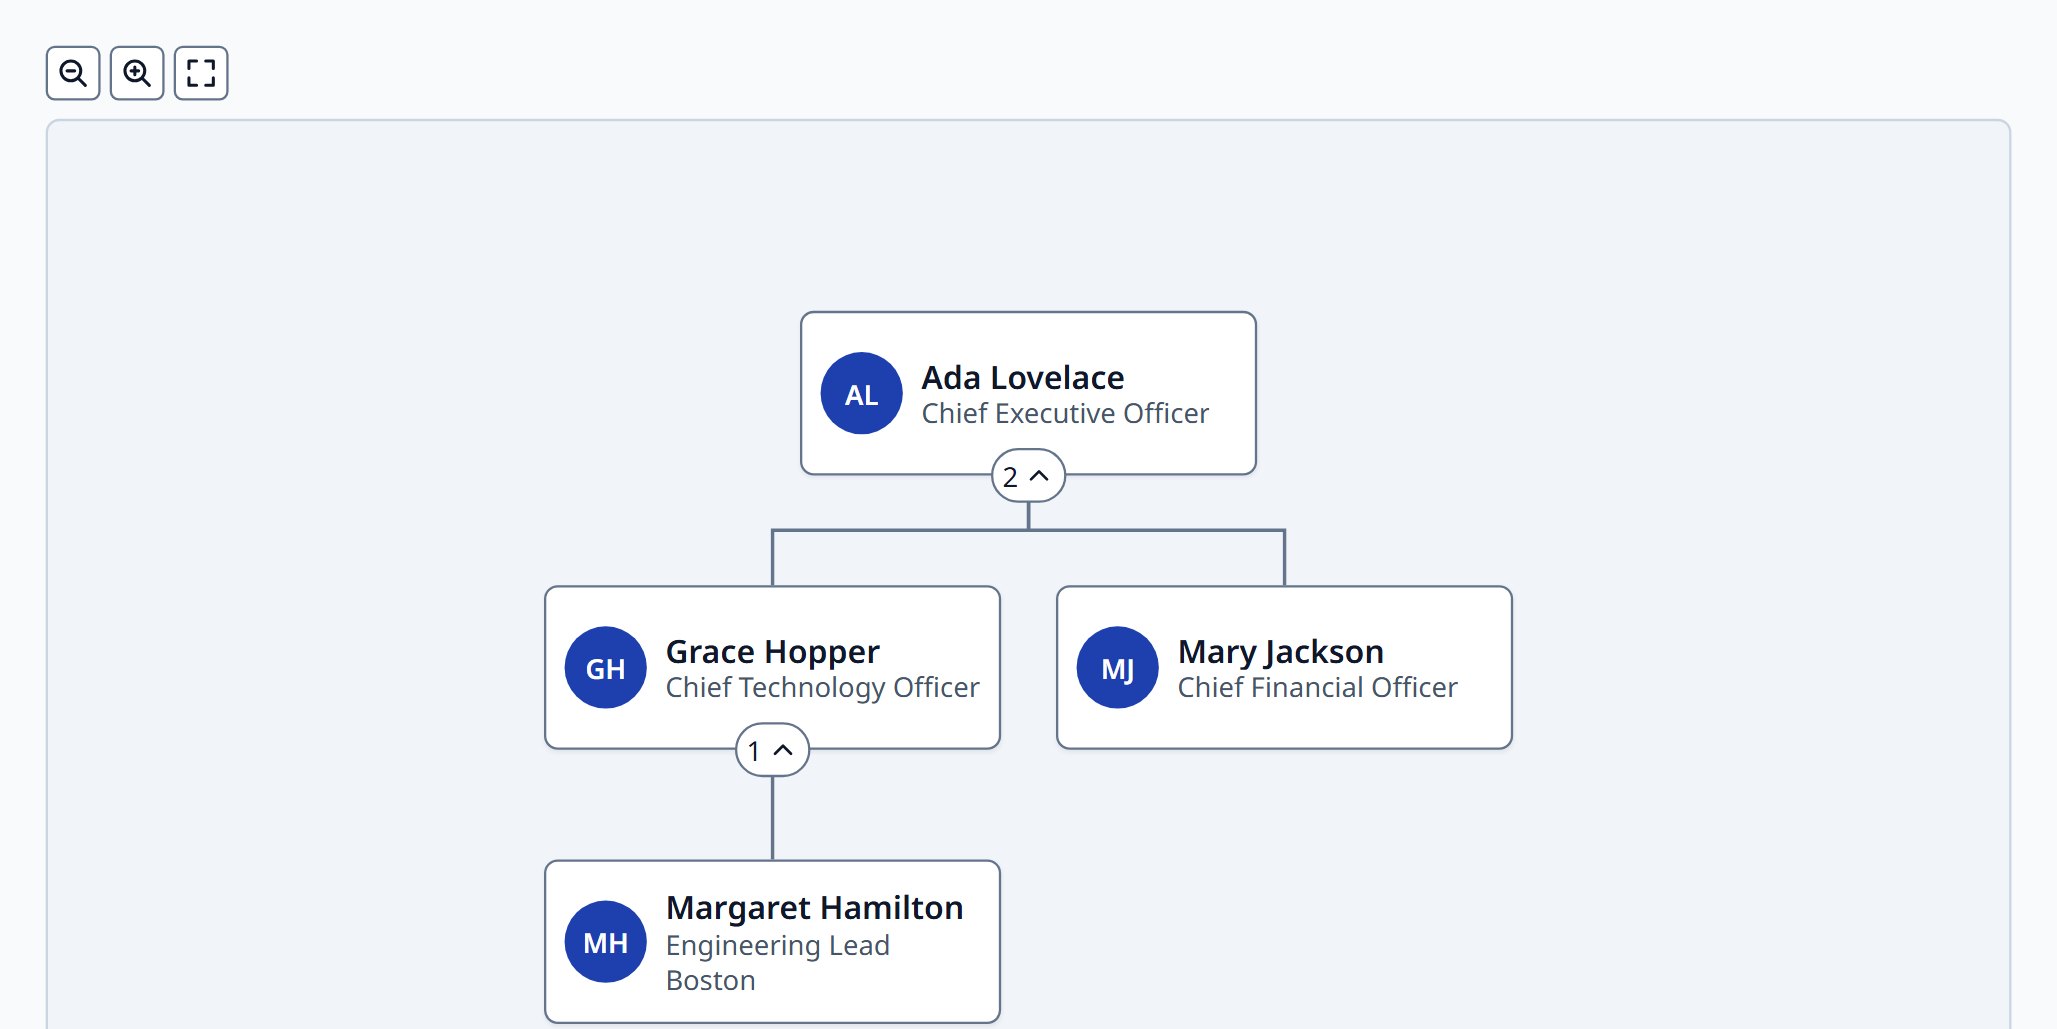 AL
Ada Lovelace
Chief Executive Officer
2
GH
Grace Hopper
Chief Technology Officer
1
MJ
Mary Jackson
Chief Financial Officer
MH
Margaret Hamilton
Engineering Lead
Boston